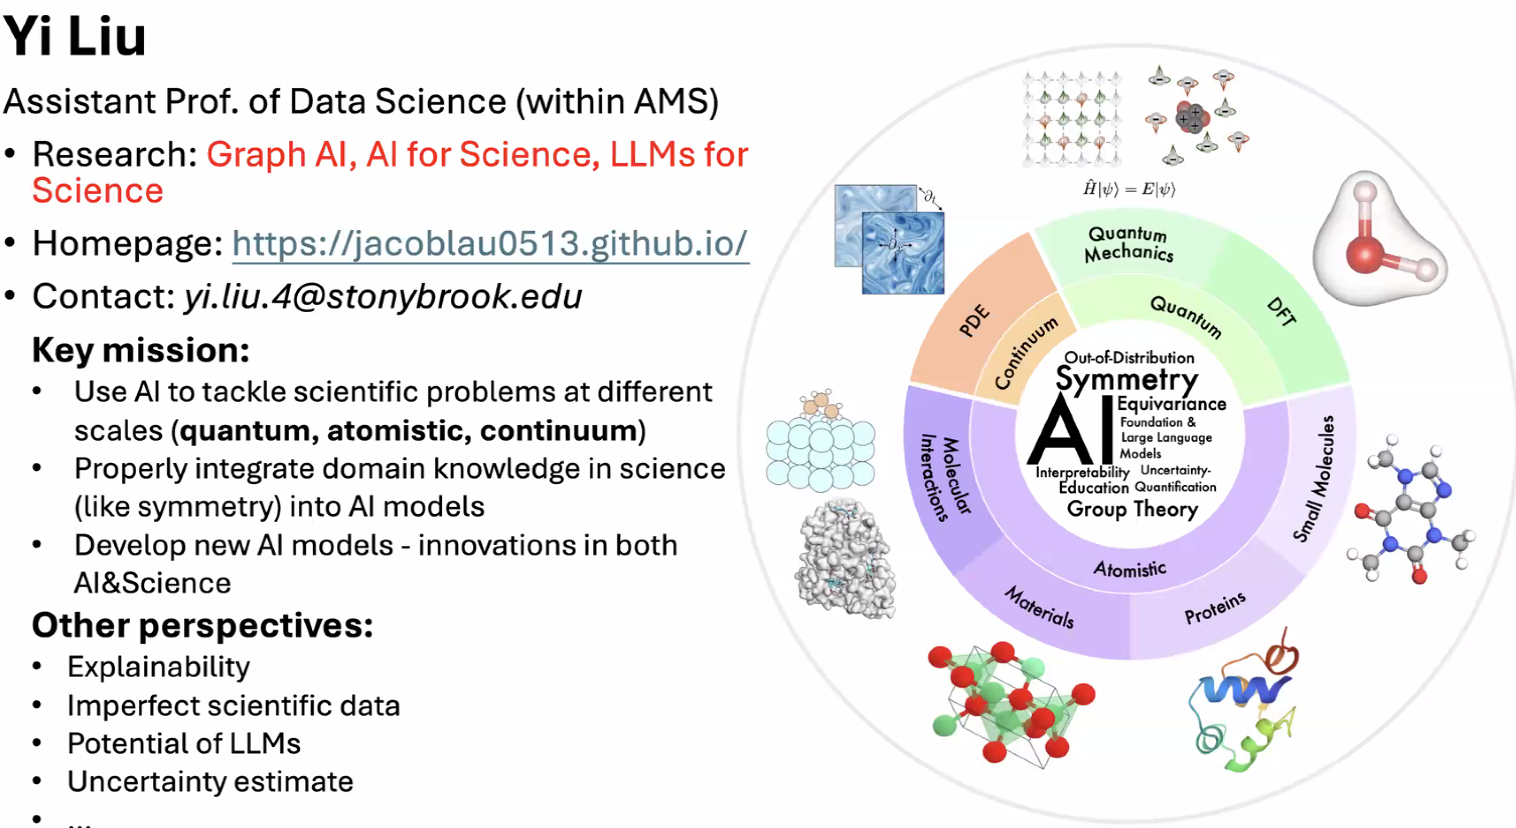 Yi Liu
Assistant Prof. of Data Science (within AMS)
• Research: Graph AI, AI for Science, LLMs for
Science
• Homepage: https://jacoblau0513.github.io/
• Contact: yi.liu.4@stonybrook.edu
Key mission:
• Use AI to tackle scientific problems at different
scales (quantum, atomistic, continuum)
• Properly integrate domain knowledge in science
(like symmetry) into AI models
• Develop new AI models - innovations in both
AI&Science
Other perspectives:
• Explainability
• Imperfect scientific data
• Potential of LLMs
• Uncertainty estimate
• ...
Ĥ|ψ⟩ = E|ψ⟩
Quantum
Mechanics
DFT
Quantum
PDE
Continuum
Out-of-Distribution
Symmetry
AI
Equivariance
Foundation &
Large Language
Models
Interpretability
Uncertainty-
Quantification
Education
Group Theory
Molecular
Interactions
Small Molecules
Atomistic
Materials
Proteins